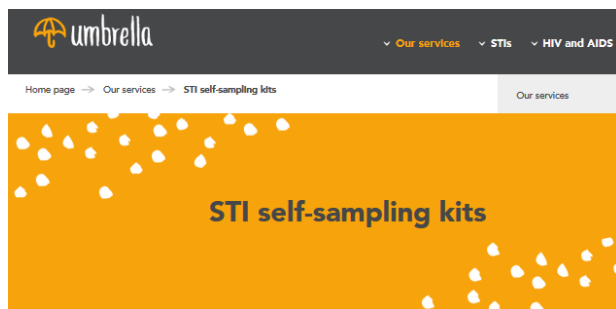 umbrella
Our services STIs HIV and AIDS
Home page → Our services → STI self-sampling kits
Our services
STI self-sampling kits